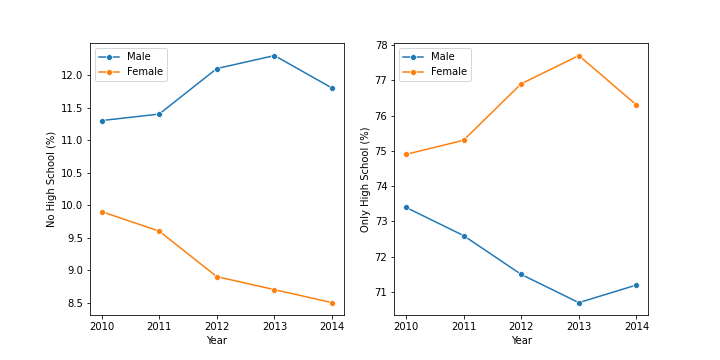 Male
Female
No High School (%)
12.0
11.5
11.0
10.5
10.0
9.5
9.0
8.5
2010 2011 2012 2013 2014
Year
Male
Female
Only High School (%)
78
77
76
75
74
73
72
71
2010 2011 2012 2013 2014
Year